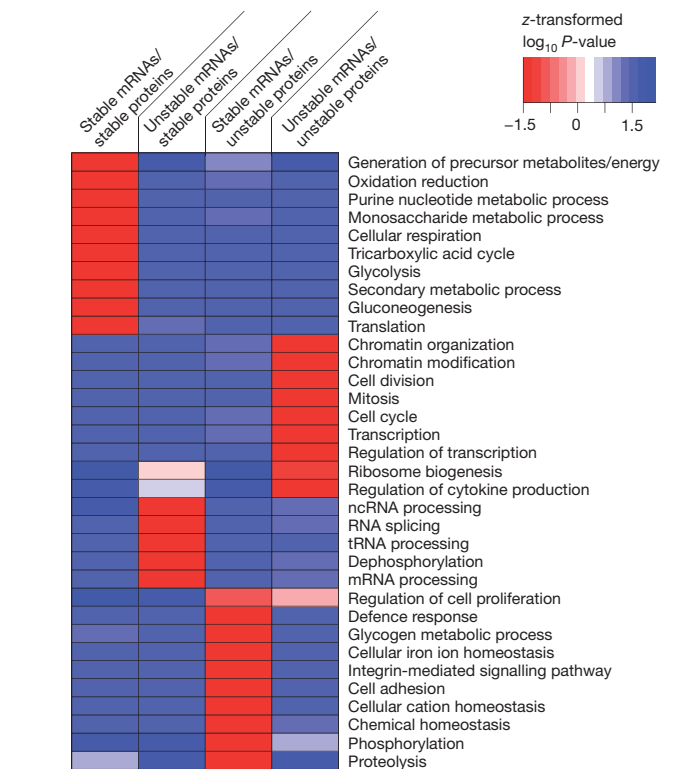 z-transformed
log10 P-value
−1.5 0 1.5
Stable mRNAs/
stable proteins
Unstable mRNAs/
stable proteins
Stable mRNAs/
unstable proteins
Unstable mRNAs/
unstable proteins
Generation of precursor metabolites/energy
Oxidation reduction
Purine nucleotide metabolic process
Monosaccharide metabolic process
Cellular respiration
Tricarboxylic acid cycle
Glycolysis
Secondary metabolic process
Gluconeogenesis
Translation
Chromatin organization
Chromatin modification
Cell division
Mitosis
Cell cycle
Transcription
Regulation of transcription
Ribosome biogenesis
Regulation of cytokine production
ncRNA processing
RNA splicing
tRNA processing
Dephosphorylation
mRNA processing
Regulation of cell proliferation
Defence response
Glycogen metabolic process
Cellular iron ion homeostasis
Integrin-mediated signalling pathway
Cell adhesion
Cellular cation homeostasis
Chemical homeostasis
Phosphorylation
Proteolysis